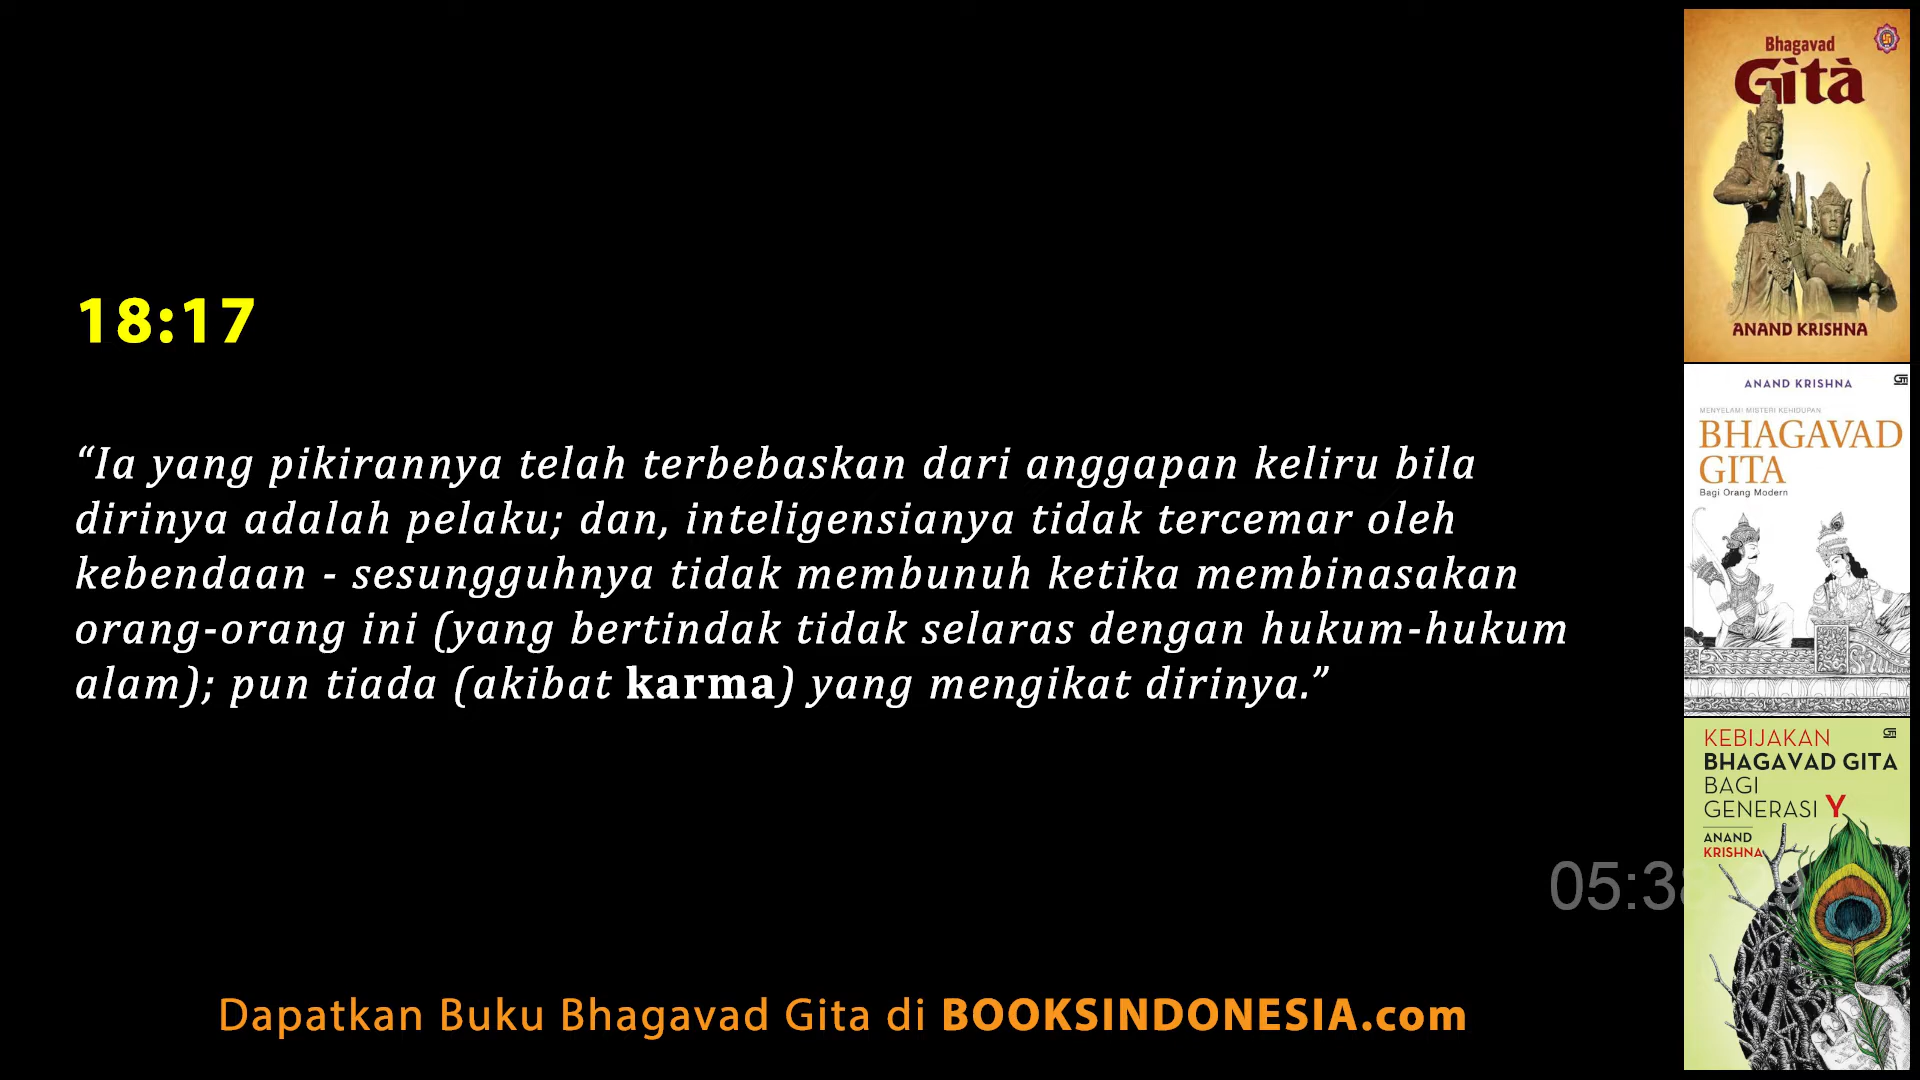 18:17
“Ia yang pikirannya telah terbebaskan dari anggapan keliru bila
dirinya adalah pelaku; dan, inteligensianya tidak tercemar oleh
kebendaan - sesungguhnya tidak membunuh ketika membinasakan
orang-orang ini (yang bertindak tidak selaras dengan hukum-hukum
alam); pun tiada (akibat karma) yang mengikat dirinya.”
Dapatkan Buku Bhagavad Gita di BOOKSINDONESIA.com
Bhagavad
Gità
ANAND KRISHNA
ANAND KRISHNA
MENYELAMI MISTERI KEHIDUPAN
BHAGAVAD
GITA
Bagi Orang Modern
KEBIJAKAN
BHAGAVAD GITA
BAGI
GENERASI Y
ANAND
KRISHNA